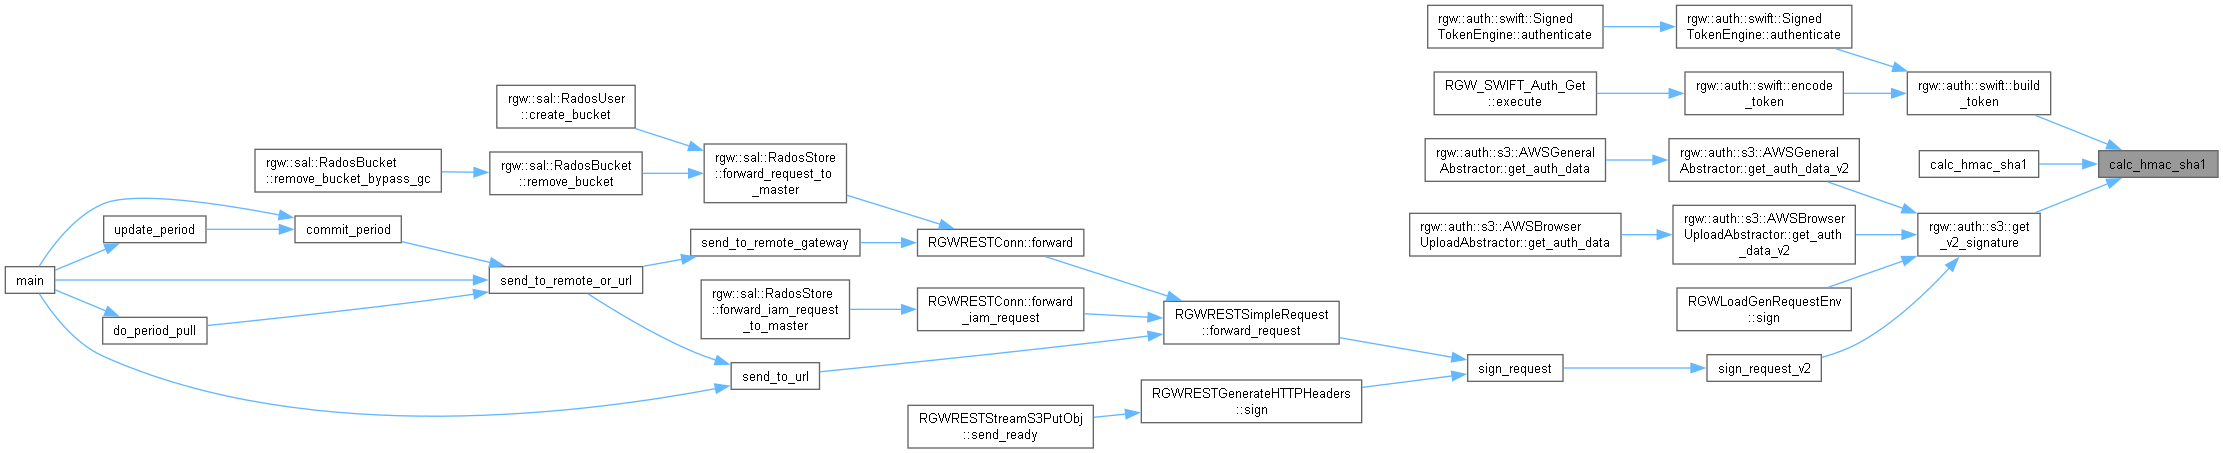 main
update_period
do_period_pull
commit_period
rgw::sal::RadosBucket
::remove_bucket_bypass_gc
rgw::sal::RadosUser
::create_bucket
rgw::sal::RadosBucket
::remove_bucket
send_to_remote_or_url
rgw::sal::RadosStore
::forward_request_to
_master
send_to_remote_gateway
rgw::sal::RadosStore
::forward_iam_request
_to_master
send_to_url
RGWRESTConn::forward
RGWRESTConn::forward
_iam_request
RGWRESTStreamS3PutObj
::send_ready
RGWRESTSimpleRequest
::forward_request
RGWRESTGenerateHTTPHeaders
::sign
rgw::auth::swift::Signed
TokenEngine::authenticate
RGW_SWIFT_Auth_Get
::execute
rgw::auth::s3::AWSGeneral
Abstractor::get_auth_data
rgw::auth::s3::AWSBrowser
UploadAbstractor::get_auth_data
sign_request
rgw::auth::swift::Signed
TokenEngine::authenticate
rgw::auth::swift::encode
_token
rgw::auth::s3::AWSGeneral
Abstractor::get_auth_data_v2
rgw::auth::s3::AWSBrowser
UploadAbstractor::get_auth
_data_v2
RGWLoadGenRequestEnv
::sign
sign_request_v2
rgw::auth::swift::build
_token
calc_hmac_sha1
rgw::auth::s3::get
_v2_signature
calc_hmac_sha1